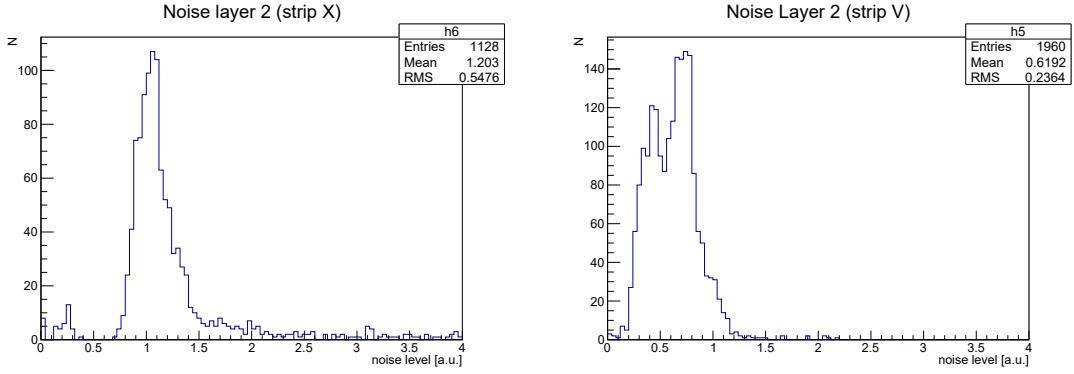 Noise layer 2 (strip X)
h6
Entries 1128
Mean 1.203
RMS 0.5476
N
100
80
60
40
20
0
0 0.5 1 1.5 2 2.5 3 3.5 4
noise level [a.u.]
Noise Layer 2 (strip V)
h5
Entries 1960
Mean 0.6192
RMS 0.2364
N
140
120
100
80
60
40
20
0
0 0.5 1 1.5 2 2.5 3 3.5 4
noise level [a.u.]